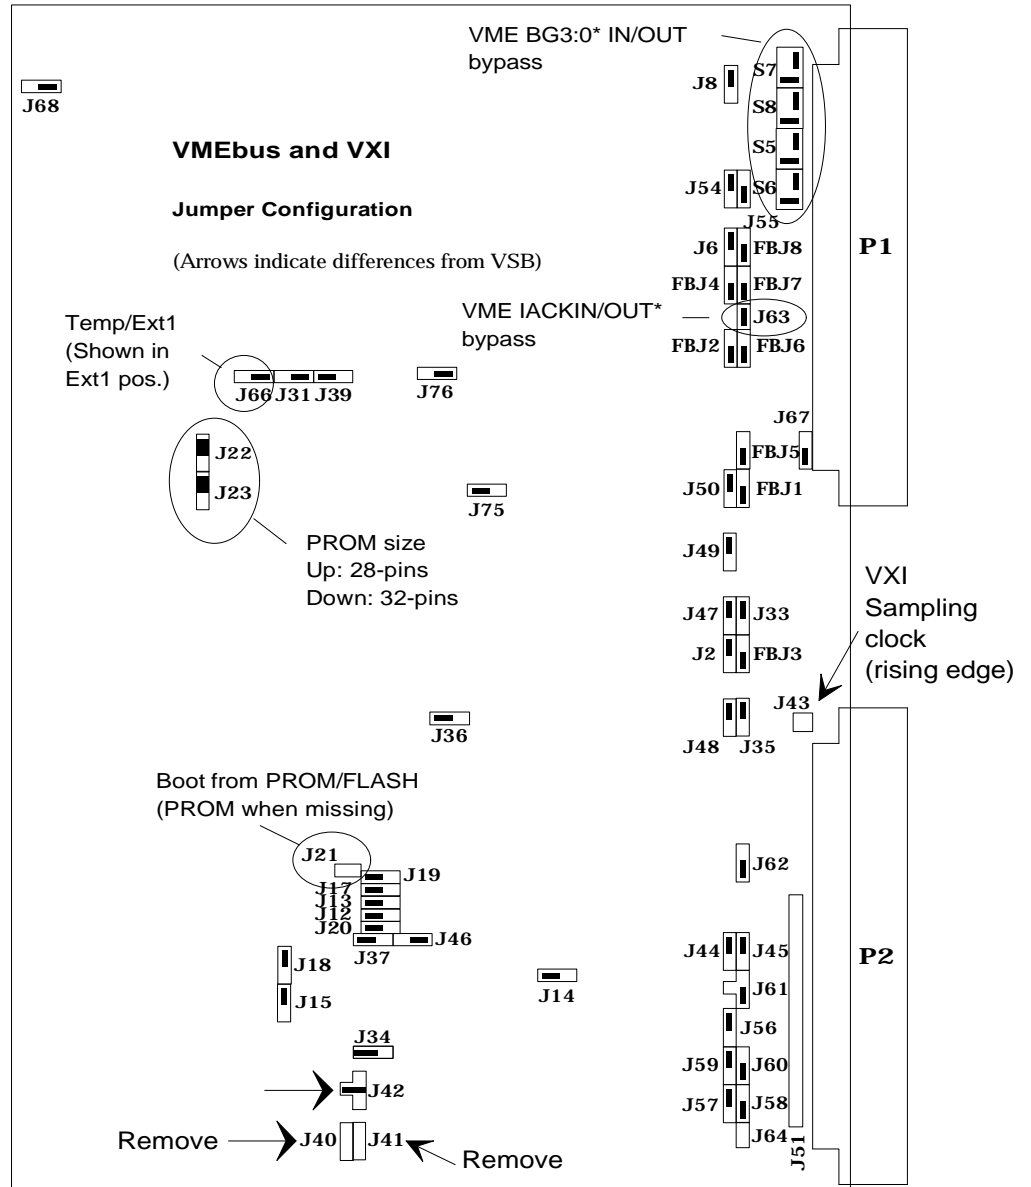 VME BG3:0* IN/OUT
bypass
J8
S7
J68
S8
VMEbus and VXI
S5
J54
S6
Jumper Configuration
J55
J6
FBJ8
P1
(Arrows indicate differences from VSB)
FBJ4
FBJ7
VME IACKIN/OUT*
bypass
J63
Temp/Ext1
(Shown in
Ext1 pos.)
FBJ2
FBJ6
J66
J31
J39
J76
J67
J22
FBJ5
J23
J50
FBJ1
J75
PROM size
Up: 28-pins
Down: 32-pins
J49
VXI
Sampling
clock
(rising edge)
J47
J33
J2
FBJ3
J43
J36
J48
J35
Boot from PROM/FLASH
(PROM when missing)
J21
J19
J62
J17
J13
J12
J20
J37
J46
J44
J45
P2
J18
J61
J15
J14
J56
J34
J59
J60
J42
J57
J58
Remove
J40
J41
J64
J51
Remove